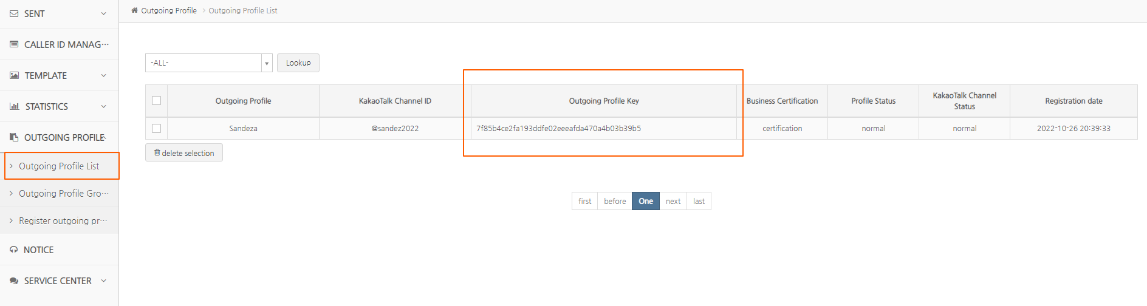 SENT
CALLER ID MANAG···
TEMPLATE
STATISTICS
OUTGOING PROFILE
> Outgoing Profile List
> Outgoing Profile Gro···
> Register outgoing pr···
NOTICE
SERVICE CENTER
Outgoing Profile > Outgoing Profile List
-ALL- Lookup
Outgoing Profile KakaoTalk Channel ID Outgoing Profile Key Business Certification Profile Status KakaoTalk Channel Status Registration date
Sandeza @sandez2022 7f85b4ce2fa193ddfe02eeeafda470a4b03b39b5 certification normal normal 2022-10-26 20:39:33
delete selection
first before One next last